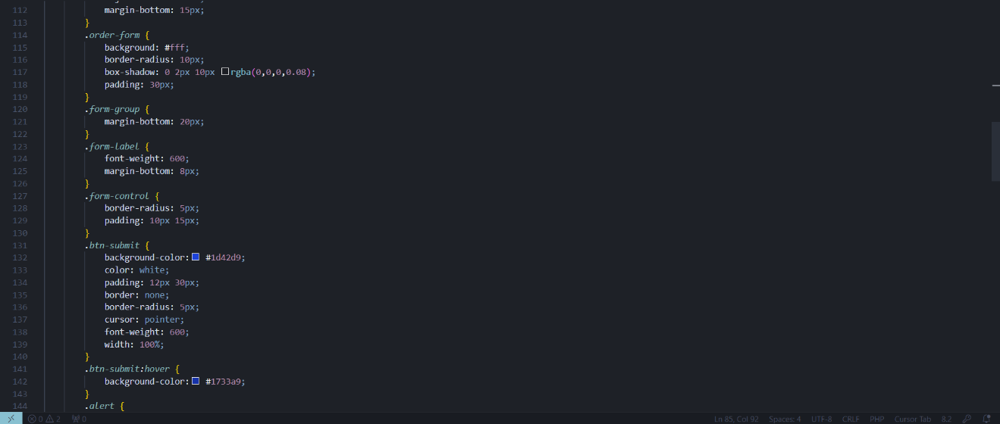 112 margin-bottom: 15px;
113 }
114 .order-form {
115 background: #fff;
116 border-radius: 10px;
117 box-shadow: 0 2px 10px rgba(0,0,0,0.08);
118 padding: 30px;
119 }
120 .form-group {
121 margin-bottom: 20px;
122 }
123 .form-label {
124 font-weight: 600;
125 margin-bottom: 8px;
126 }
127 .form-control {
128 border-radius: 5px;
129 padding: 10px 15px;
130 }
131 .btn-submit {
132 background-color: #1d42d9;
133 color: white;
134 padding: 12px 30px;
135 border: none;
136 border-radius: 5px;
137 cursor: pointer;
138 font-weight: 600;
139 width: 100%;
140 }
141 .btn-submit:hover {
142 background-color: #1733a9;
143 }
144 .alert {
0 2 0 Ln 85, Col 92 Spaces: 4 UTF-8 CRLF PHP Cursor Tab 8.2